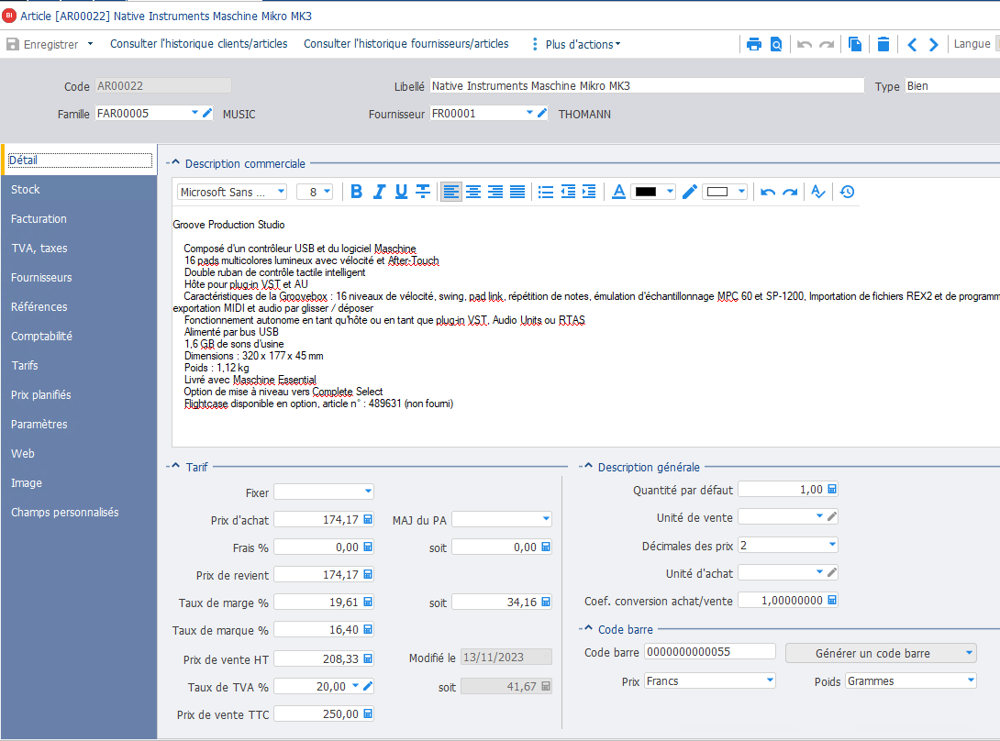 BI Article [AR00022] Native Instruments Maschine Mikro MK3
Enregistrer Consulter l'historique clients/articles Consulter l'historique fournisseurs/articles Plus d'actions Langue
Code AR00022 Libellé Native Instruments Maschine Mikro MK3 Type Bien
Famille FAR00005 MUSIC Fournisseur FR00001 THOMANN
Détail
Stock
Facturation
TVA, taxes
Fournisseurs
Références
Comptabilité
Tarifs
Prix planifiés
Paramètres
Web
Image
Champs personnalisés
Description commerciale
Microsoft Sans ... 8 B I U T A
Groove Production Studio
Composé d'un contrôleur USB et du logiciel Maschine
16 pads multicolores lumineux avec vélocité et After-Touch
Double ruban de contrôle tactile intelligent
Hôte pour plug-in VST et AU
Caractéristiques de la Groovebox : 16 niveaux de vélocité, swing, pad link, répétition de notes, émulation d'échantillonnage MPC 60 et SP-1200, Importation de fichiers REX2 et de programm
exportation MIDI et audio par glisser / déposer
Fonctionnement autonome en tant qu'hôte ou en tant que plug-in VST, Audio Units ou RTAS
Alimenté par bus USB
1,6 GB de sons d'usine
Dimensions : 320 x 177 x 45 mm
Poids : 1,12 kg
Livré avec Maschine Essential
Option de mise à niveau vers Complete Select
Flightcase disponible en option, article n° : 489631 (non fourni)
Tarif
Fixer
Prix d'achat 174,17 MAJ du PA
Frais % 0,00 soit 0,00
Prix de revient 174,17
Taux de marge % 19,61 soit 34,16
Taux de marque % 16,40
Prix de vente HT 208,33 Modifié le 13/11/2023
Taux de TVA % 20,00 soit 41,67
Prix de vente TTC 250,00
Description générale
Quantité par défaut 1,00
Unité de vente
Décimales des prix 2
Unité d'achat
Coef. conversion achat/vente 1,00000000
Code barre
Code barre 0000000000055 Générer un code barre
Prix Francs Poids Grammes